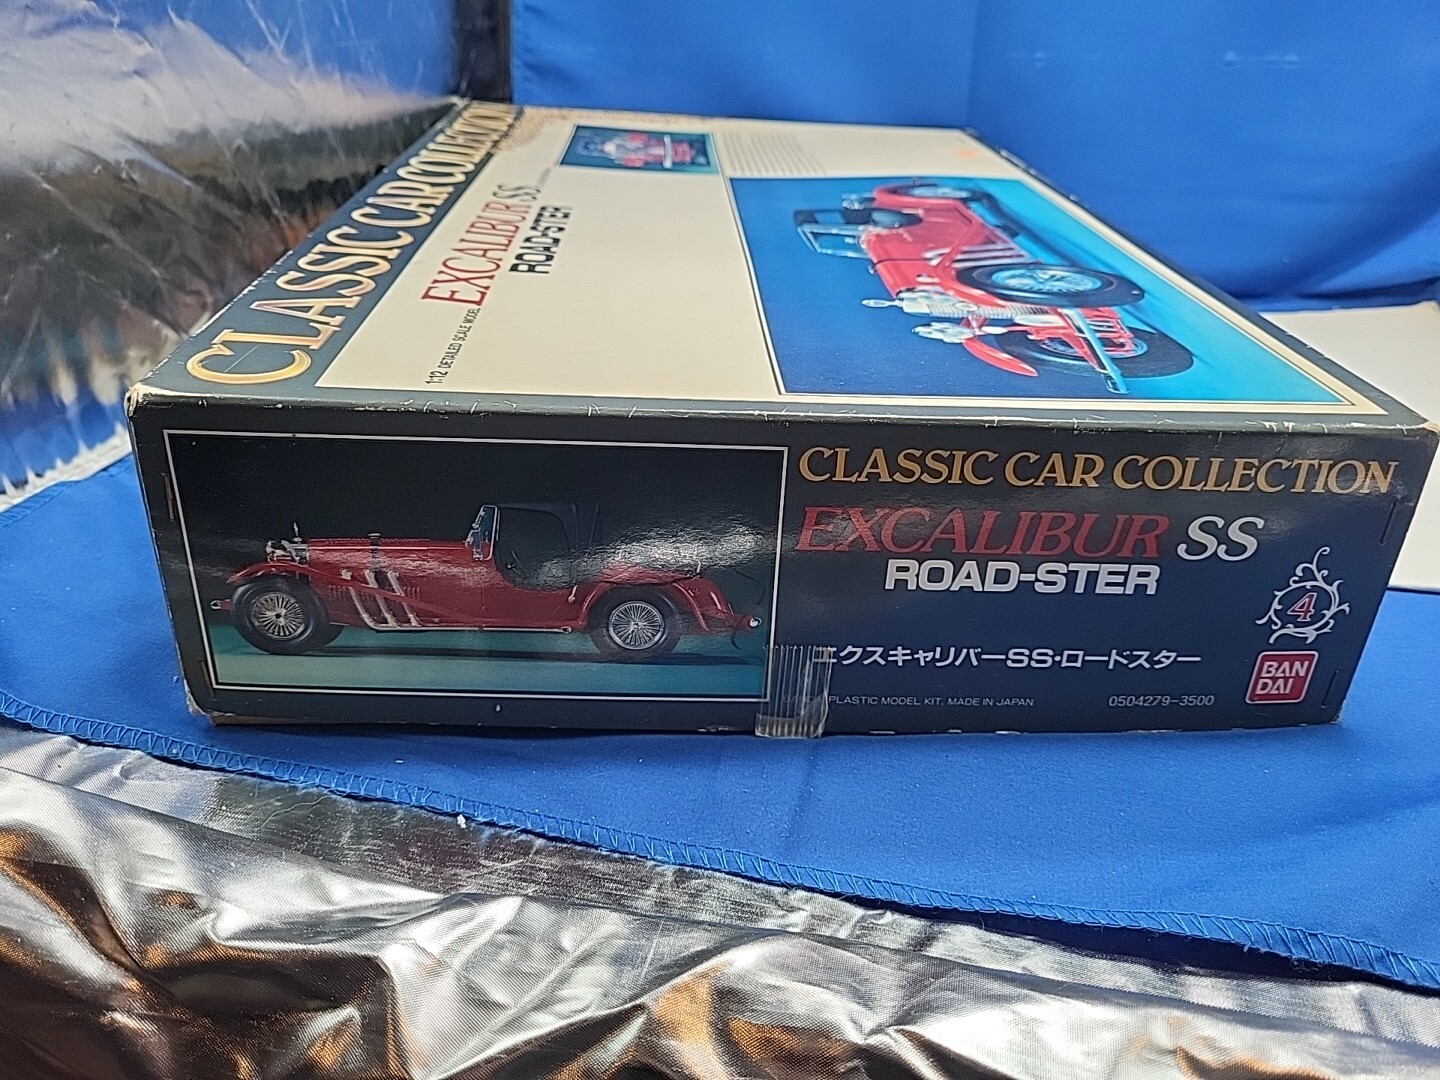 CLASSIC CAR COLLECTION
EXCALIBUR SS
ROAD-STER
1:12 DETAILED SCALE MODEL
CLASSIC CAR COLLECTION
EXCALIBUR SS
ROAD-STER
4
エクスキャリバーSS・ロードスター
PLASTIC MODEL KIT. MADE IN JAPAN
0504279-3500
BAN
DAI